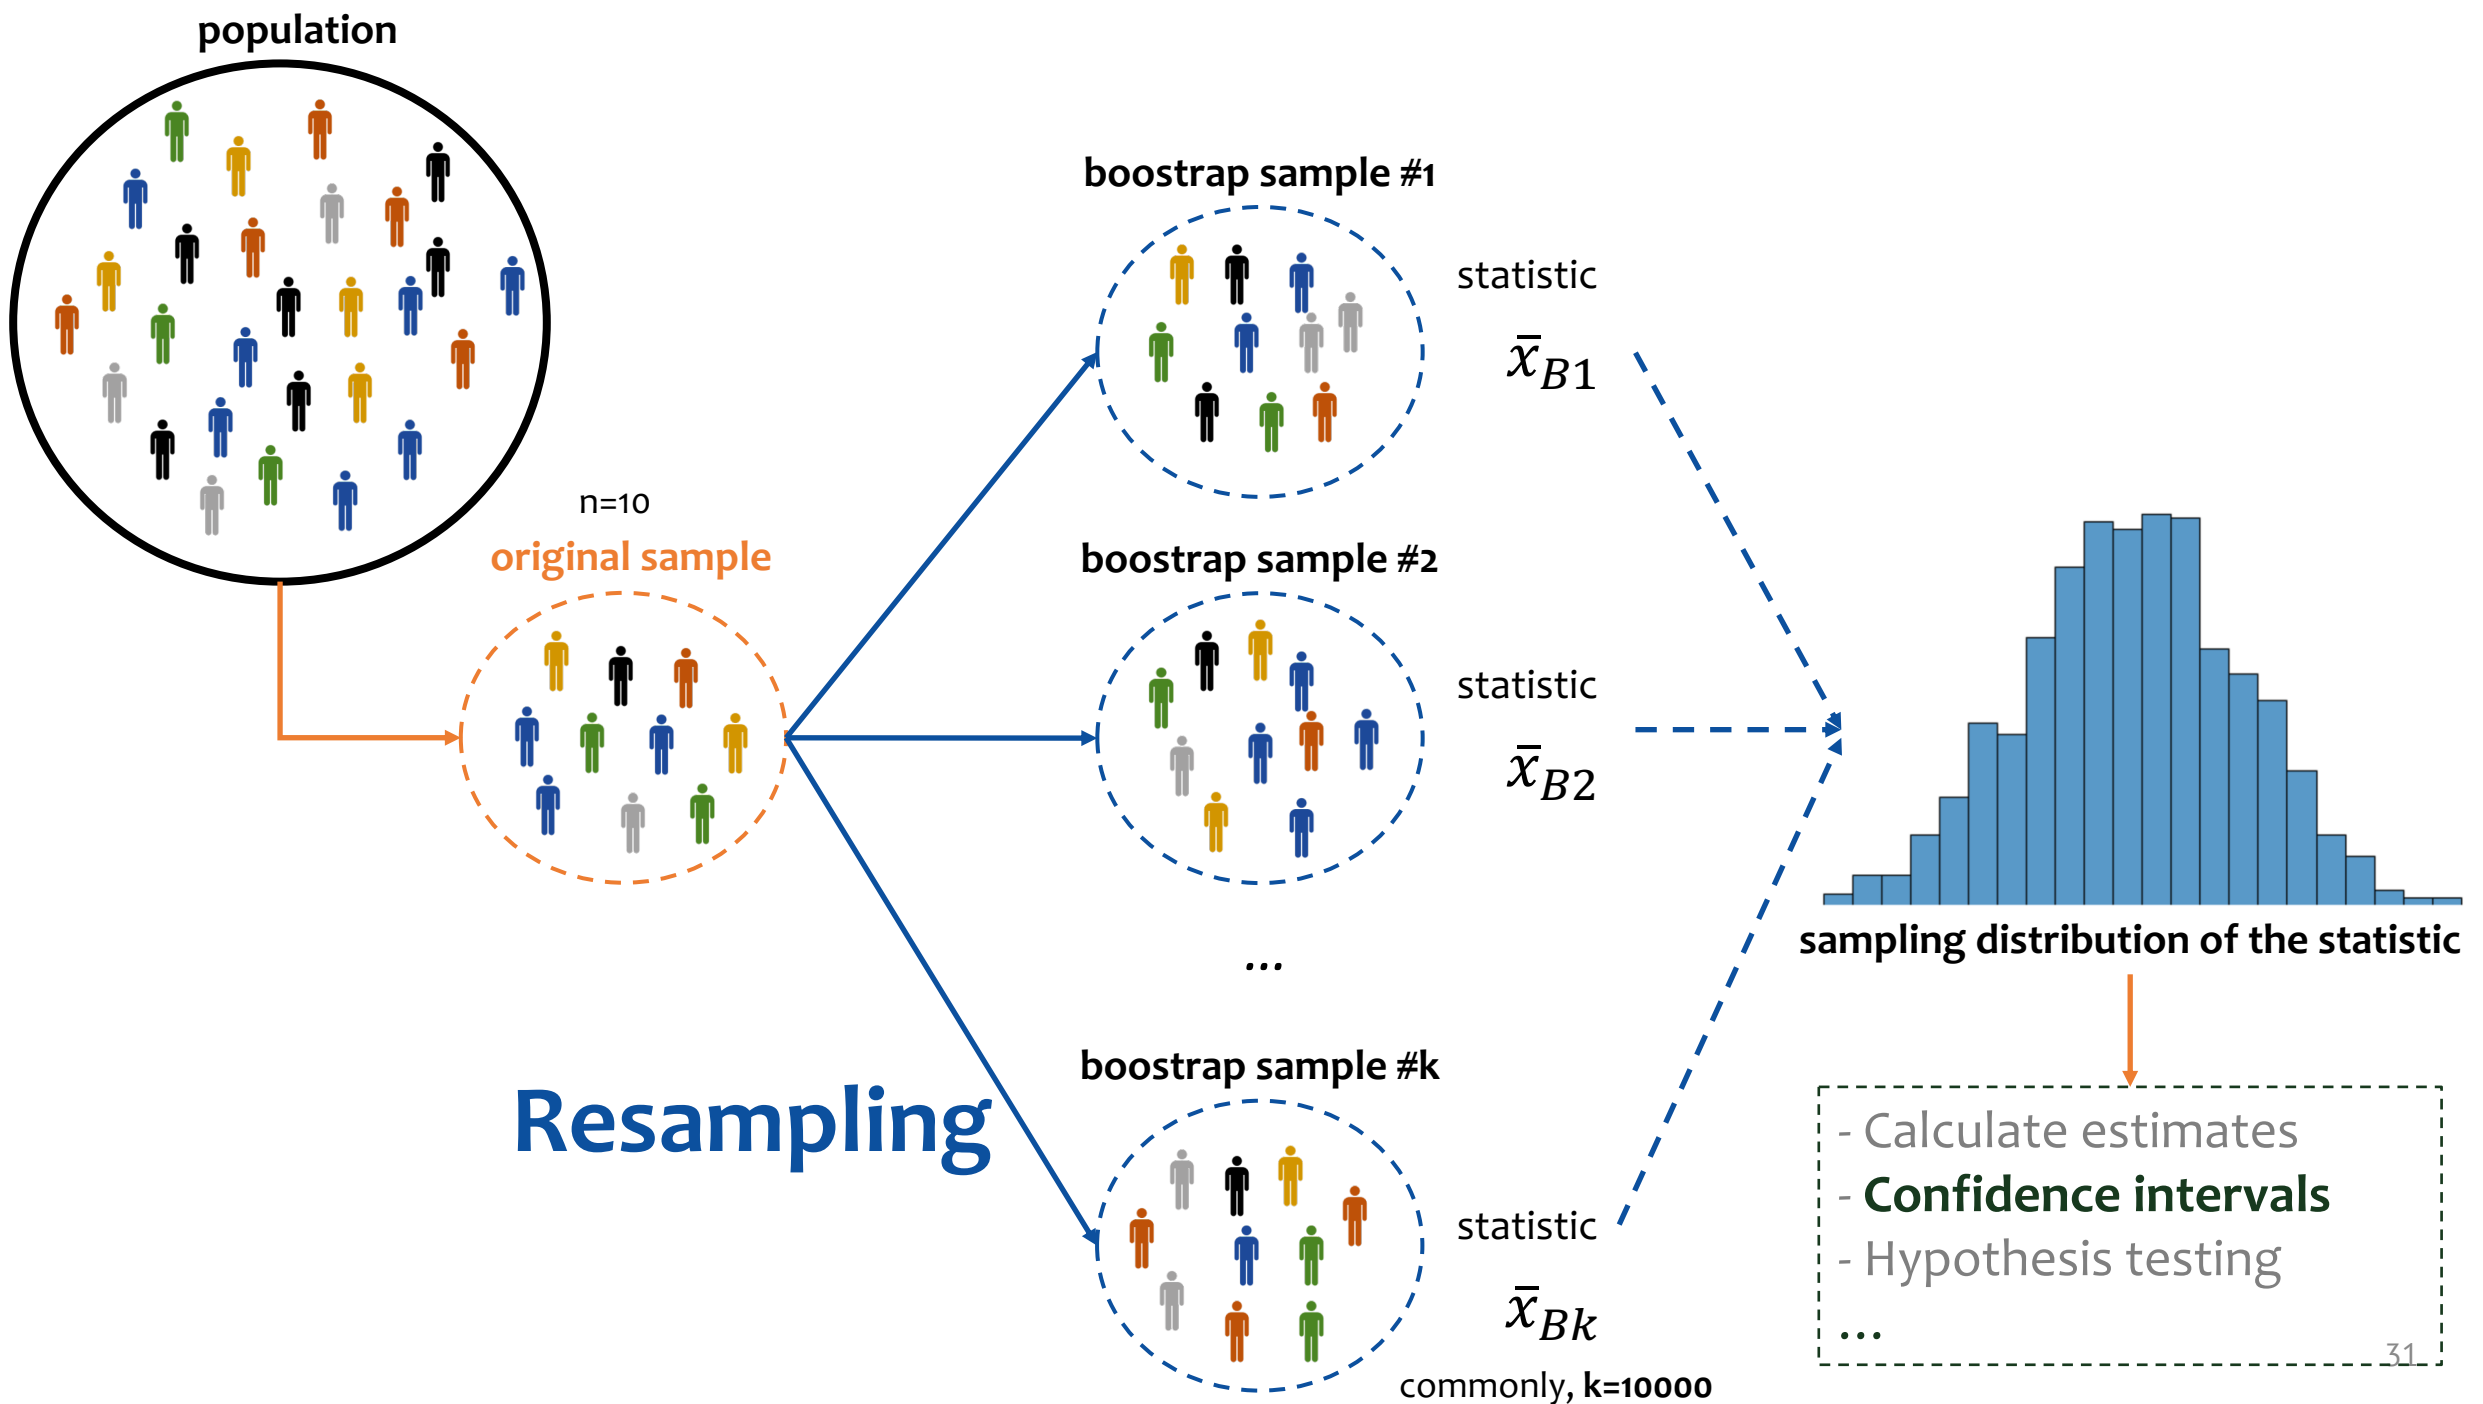 population
n=10
original sample
Resampling
boostrap sample #1
statistic
x̄B1
boostrap sample #2
statistic
x̄B2
...
boostrap sample #k
statistic
x̄Bk
commonly, k=10000
sampling distribution of the statistic
- Calculate estimates
- Confidence intervals
- Hypothesis testing
...
31